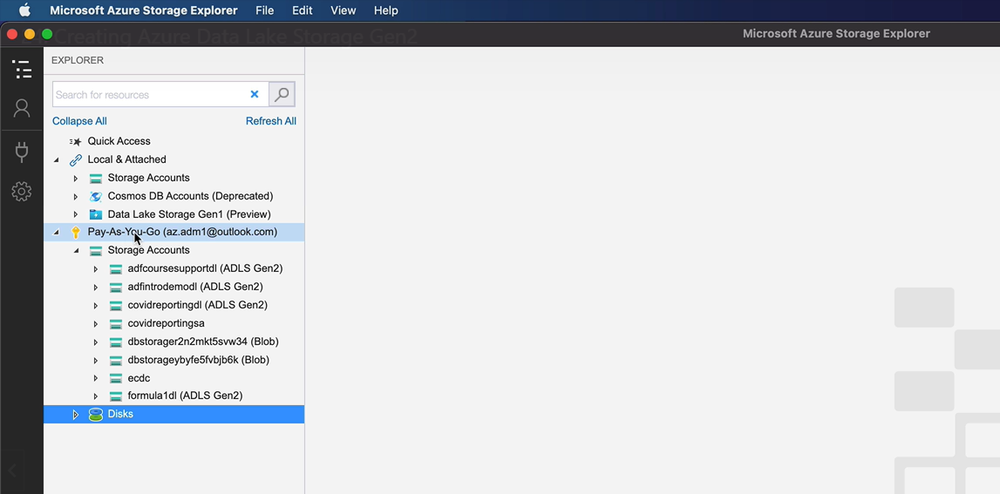 Microsoft Azure Storage Explorer File Edit View Help
Creating Azure Data Lake Storage Gen2
Microsoft Azure Storage Explorer
EXPLORER
Search for resources
Collapse All Refresh All
Quick Access
Local & Attached
Storage Accounts
Cosmos DB Accounts (Deprecated)
Data Lake Storage Gen1 (Preview)
Pay-As-You-Go (az.adm1@outlook.com)
Storage Accounts
adfcoursesupportdl (ADLS Gen2)
adfintrodemodl (ADLS Gen2)
covidreportingdl (ADLS Gen2)
covidreportingsa
dbstorager2n2mkt5svw34 (Blob)
dbstorageybyfe5fvbjb6k (Blob)
ecdc
formula1dl (ADLS Gen2)
Disks